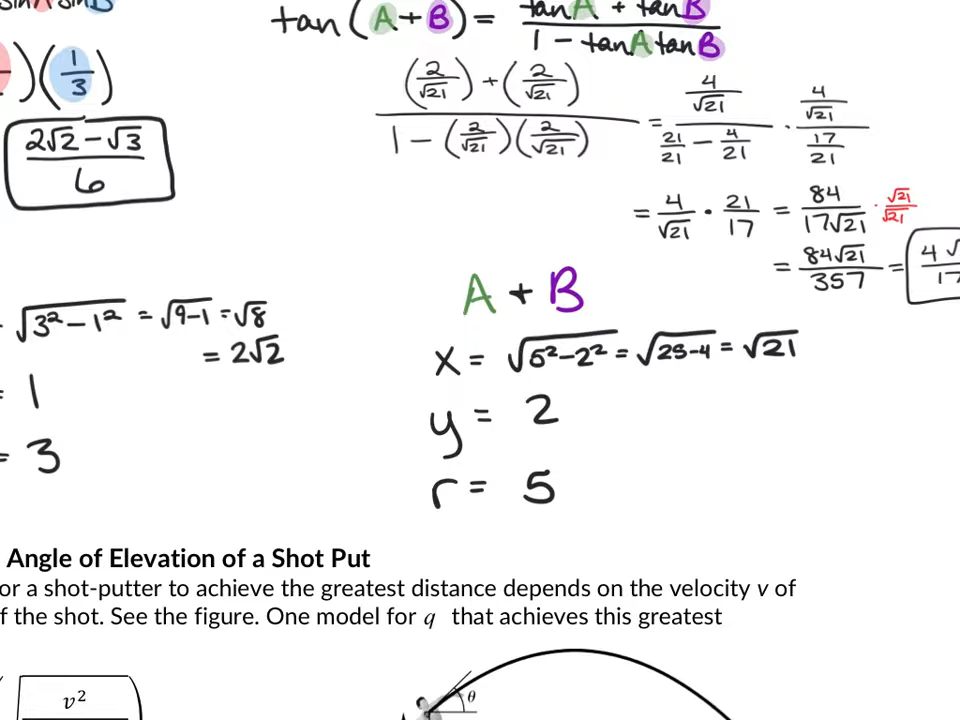 tan(A+B) = (tanA + tanB)/(1 - tanA tanB)
)(1/3)
(2√2 - √3)/6
((2/√21) + (2/√21))/(1 - (2/√21)(2/√21)) = (4/√21)/(21/21 - 4/21) · (4/√21)/(17/21)
= 4/√21 · 21/17 = 84/(17√21) · √21/√21
= 84√21/357 =
√(3²-1²) = √(9-1) = √8
= 2√2
= 1
= 3
A + B
x = √(5²-2²) = √(25-4) = √21
y = 2
r = 5
Angle of Elevation of a Shot Put
or a shot-putter to achieve the greatest distance depends on the velocity v of
f the shot. See the figure. One model for q that achieves this greatest
v²
θ